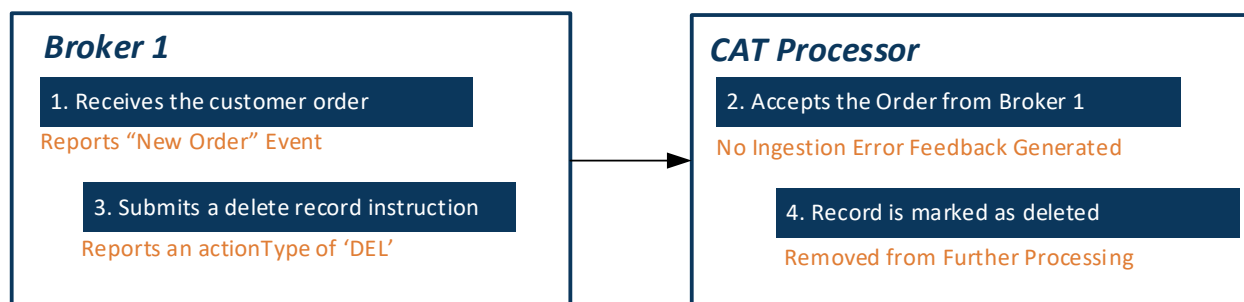 Broker 1
1. Receives the customer order
Reports “New Order” Event
3. Submits a delete record instruction
Reports an actionType of ‘DEL’
CAT Processor
2. Accepts the Order from Broker 1
No Ingestion Error Feedback Generated
4. Record is marked as deleted
Removed from Further Processing